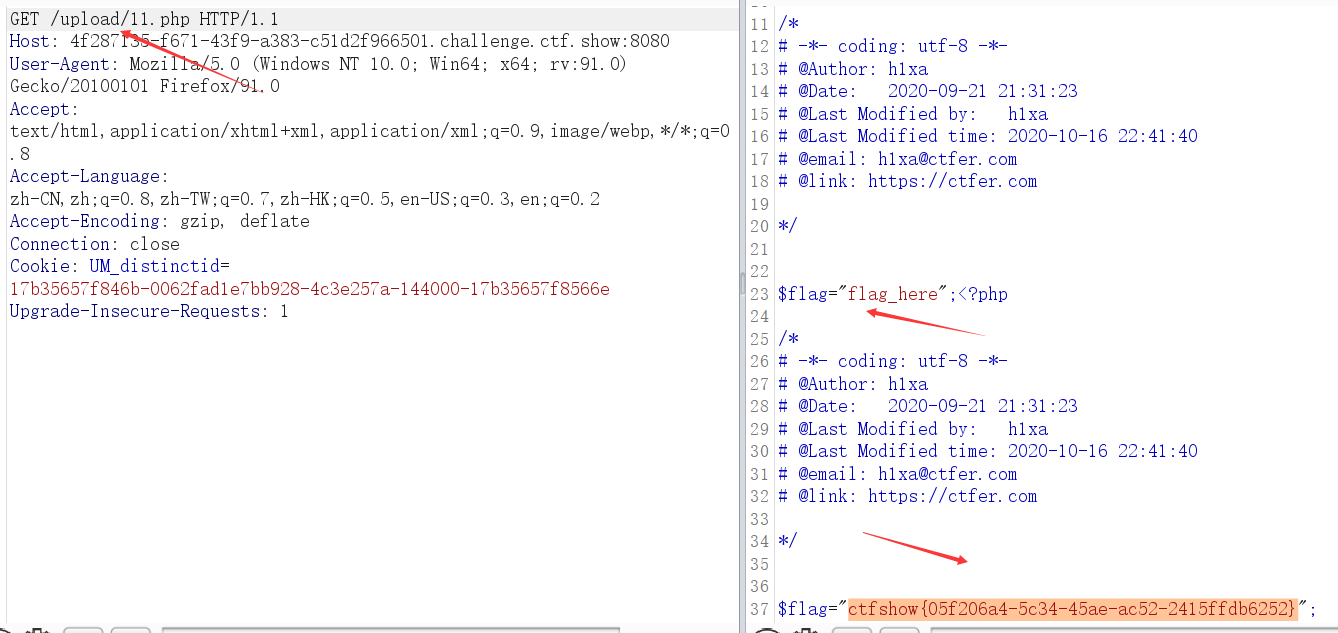 GET /upload/11.php HTTP/1.1
Host: 4f287f35-f671-43f9-a383-c51d2f966501.challenge.ctf.show:8080
User-Agent: Mozilla/5.0 (Windows NT 10.0; Win64; x64; rv:91.0)
Gecko/20100101 Firefox/91.0
Accept:
text/html,application/xhtml+xml,application/xml;q=0.9,image/webp,*/*;q=0
.8
Accept-Language:
zh-CN,zh;q=0.8,zh-TW;q=0.7,zh-HK;q=0.5,en-US;q=0.3,en;q=0.2
Accept-Encoding: gzip, deflate
Connection: close
Cookie: UM_distinctid=
17b35657f846b-0062fad1e7bb928-4c3e257a-144000-17b35657f8566e
Upgrade-Insecure-Requests: 1
11 /*
12 # -*- coding: utf-8 -*-
13 # @Author: h1xa
14 # @Date:   2020-09-21 21:31:23
15 # @Last Modified by:   h1xa
16 # @Last Modified time: 2020-10-16 22:41:40
17 # @email: h1xa@ctfer.com
18 # @link: https://ctfer.com
19
20 */
21
22
23 $flag="flag_here";<?php
24
25 /*
26 # -*- coding: utf-8 -*-
27 # @Author: h1xa
28 # @Date:   2020-09-21 21:31:23
29 # @Last Modified by:   h1xa
30 # @Last Modified time: 2020-10-16 22:41:40
31 # @email: h1xa@ctfer.com
32 # @link: https://ctfer.com
33
34 */
35
36
37 $flag="ctfshow{05f206a4-5c34-45ae-ac52-2415ffdb6252}";